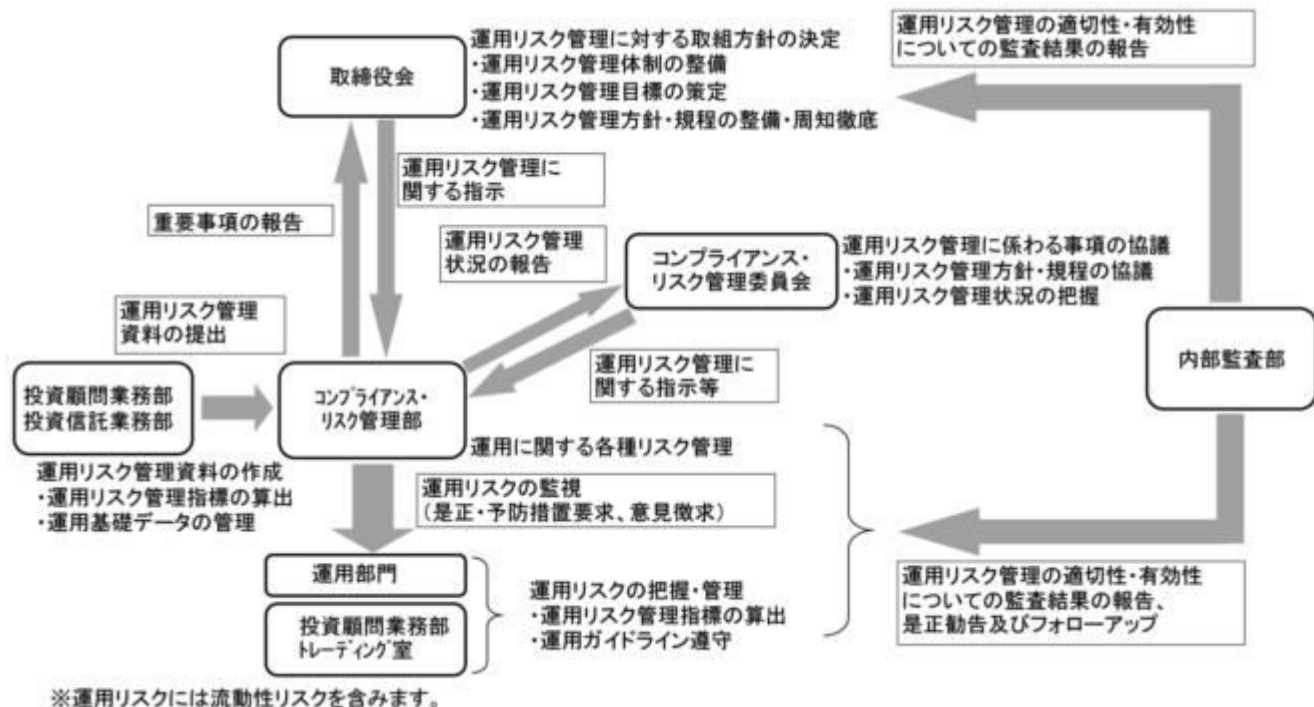 取締役会
運用リスク管理に対する取組方針の決定
・運用リスク管理体制の整備
・運用リスク管理目標の策定
・運用リスク管理方針・規程の整備・周知徹底
運用リスク管理の適切性・有効性
についての監査結果の報告
運用リスク管理に
関する指示
重要事項の報告
運用リスク管理
状況の報告
コンプライアンス・
リスク管理委員会
運用リスク管理に係わる事項の協議
・運用リスク管理方針・規程の協議
・運用リスク管理状況の把握
運用リスク管理
資料の提出
運用リスク管理に
関する指示等
内部監査部
投資顧問業務部
投資信託業務部
コンプライアンス・
リスク管理部
運用に関する各種リスク管理
運用リスク管理資料の作成
・運用リスク管理指標の算出
・運用基礎データの管理
運用リスクの監視
(是正・予防措置要求、意見徴求)
運用部門
投資顧問業務部
トレーディング室
運用リスクの把握・管理
・運用リスク管理指標の算出
・運用ガイドライン遵守
運用リスク管理の適切性・有効性
についての監査結果の報告、
是正勧告及びフォローアップ
※運用リスクには流動性リスクを含みます。